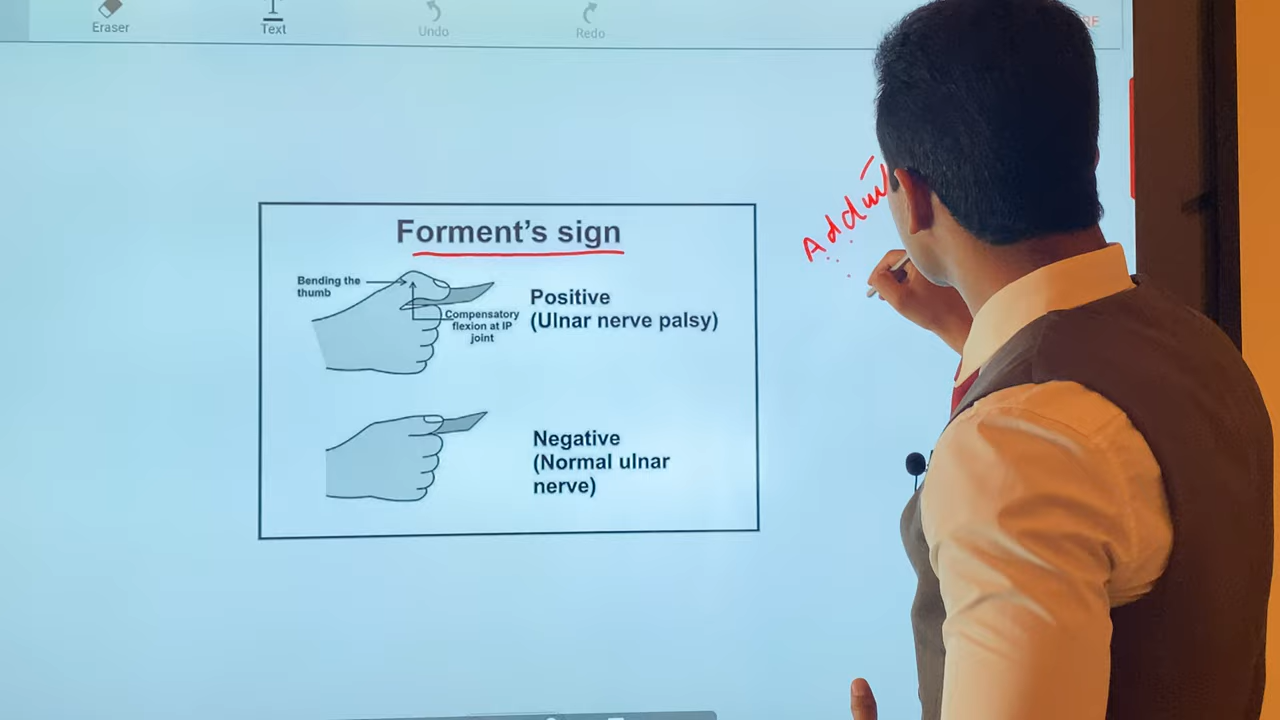 Eraser
Text
Undo
Redo
Forment's sign
Bending the
thumb
Compensatory
flexion at IP
joint
Positive
(Ulnar nerve palsy)
Negative
(Normal ulnar
nerve)